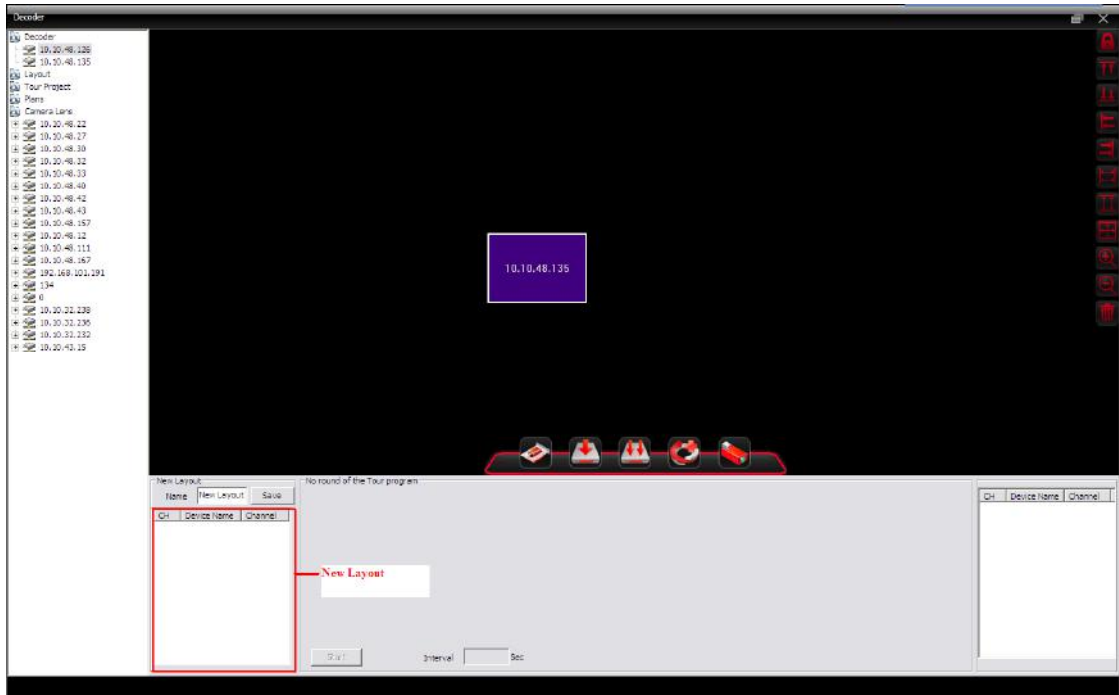 Decoder
Decoder
10.10.48.126
10.10.48.135
Layout
Tour Project
Plans
Camera Lens
10.10.48.22
10.10.48.27
10.10.48.30
10.10.48.32
10.10.48.33
10.10.48.40
10.10.48.42
10.10.48.43
10.10.48.157
10.10.48.12
10.10.48.111
10.10.48.167
192.168.101.191
134
6
10.10.32.238
10.10.32.236
10.10.32.232
10.10.43.15
10.10.48.135
New Layout
Name New Layout Save
CH Device Name Channel
No round of the Tour program
New Layout
Start Interval Sec
CH Device Name Channel